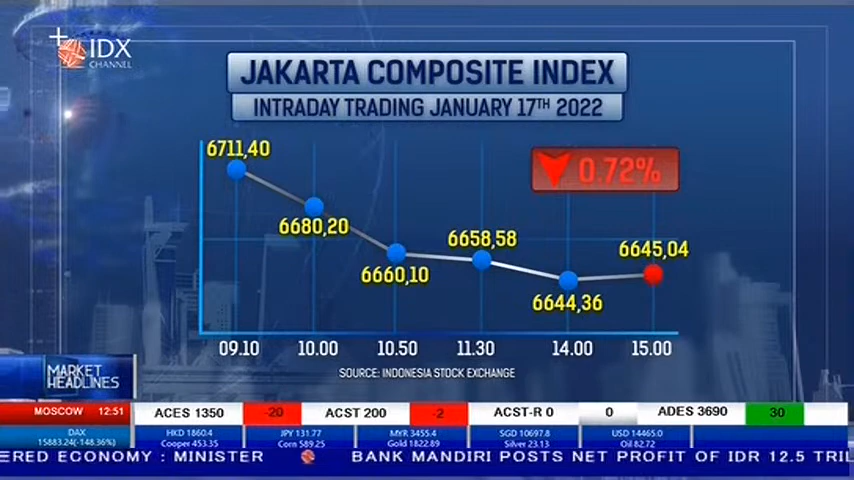 IDX
CHANNEL
JAKARTA COMPOSITE INDEX
INTRADAY TRADING JANUARY 17TH 2022
0.72%
6711,40
6680,20
6660,10
6658,58
6644,36
6645,04
09.10 10.00 10.50 11.30 14.00 15.00
SOURCE: INDONESIA STOCK EXCHANGE
MARKET
HEADLINES
MOSCOW 12:51 ACES 1350 -20 ACST 200 -2 ACST-R 0 0 ADES 3690 30
DAX HKD 1860.4 JPY 131.77 MYR 3455.4 SGD 10697.8 USD 14465.0
15883.24(-148.36%) Cooper 453.35 Corn 589.25 Gold 1822.89 Silver 23.13 Oil 82.72
ERED ECONOMY : MINISTER BANK MANDIRI POSTS NET PROFIT OF IDR 12.5 TRIL